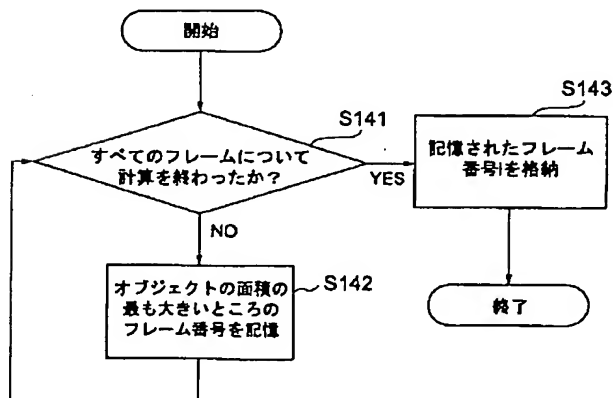 開始
S141
すべてのフレームについて
計算を終わったか？
YES
NO
S143
記憶されたフレーム
番号Iを格納
終了
S142
オブジェクトの面積の
最も大きいところの
フレーム番号を記憶